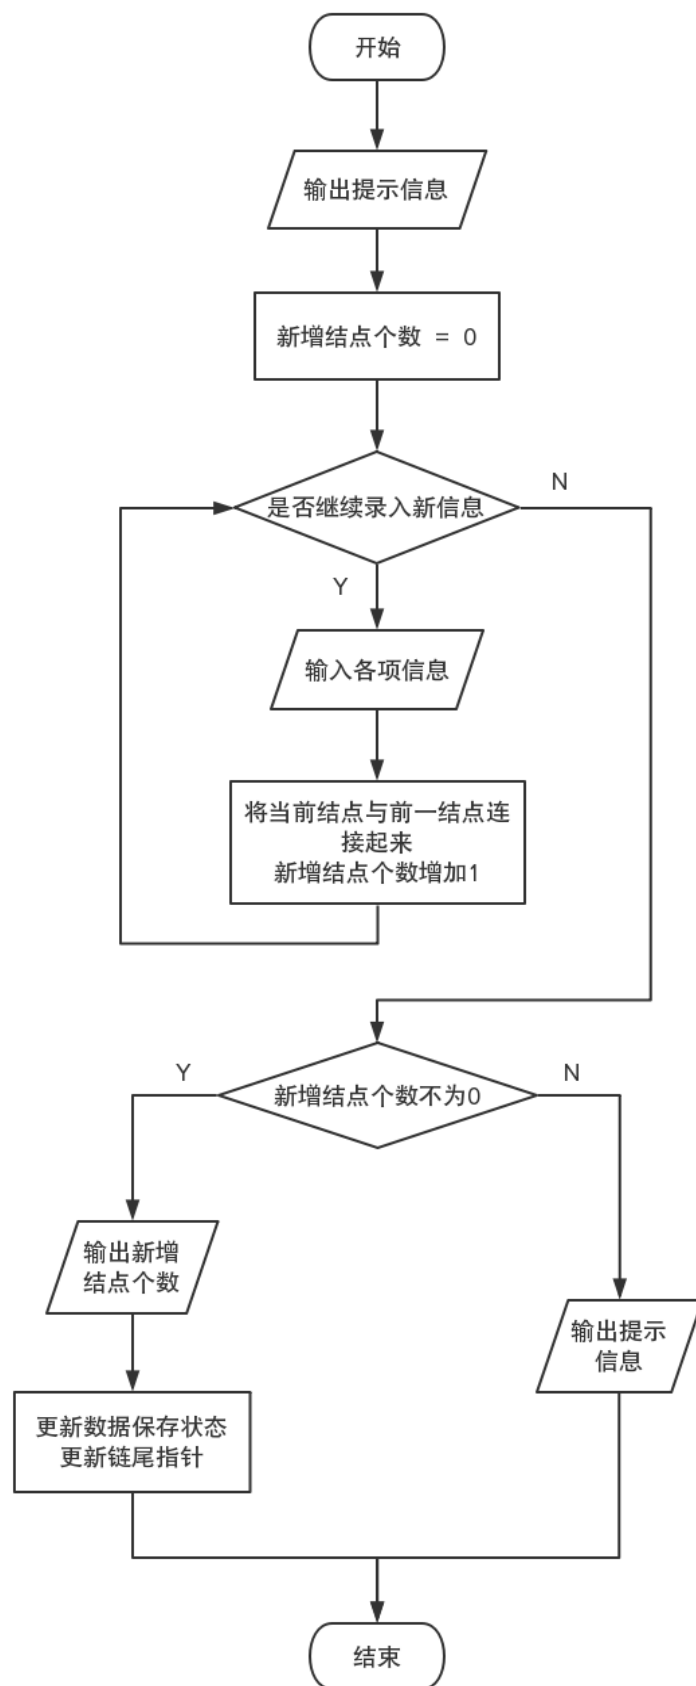 开始
输出提示信息
新增结点个数 = 0
是否继续录入新信息
N
Y
输入各项信息
将当前结点与前一结点连
接起来
新增结点个数增加1
Y
新增结点个数不为0
N
输出新增
结点个数
输出提示
信息
更新数据保存状态
更新链尾指针
结束